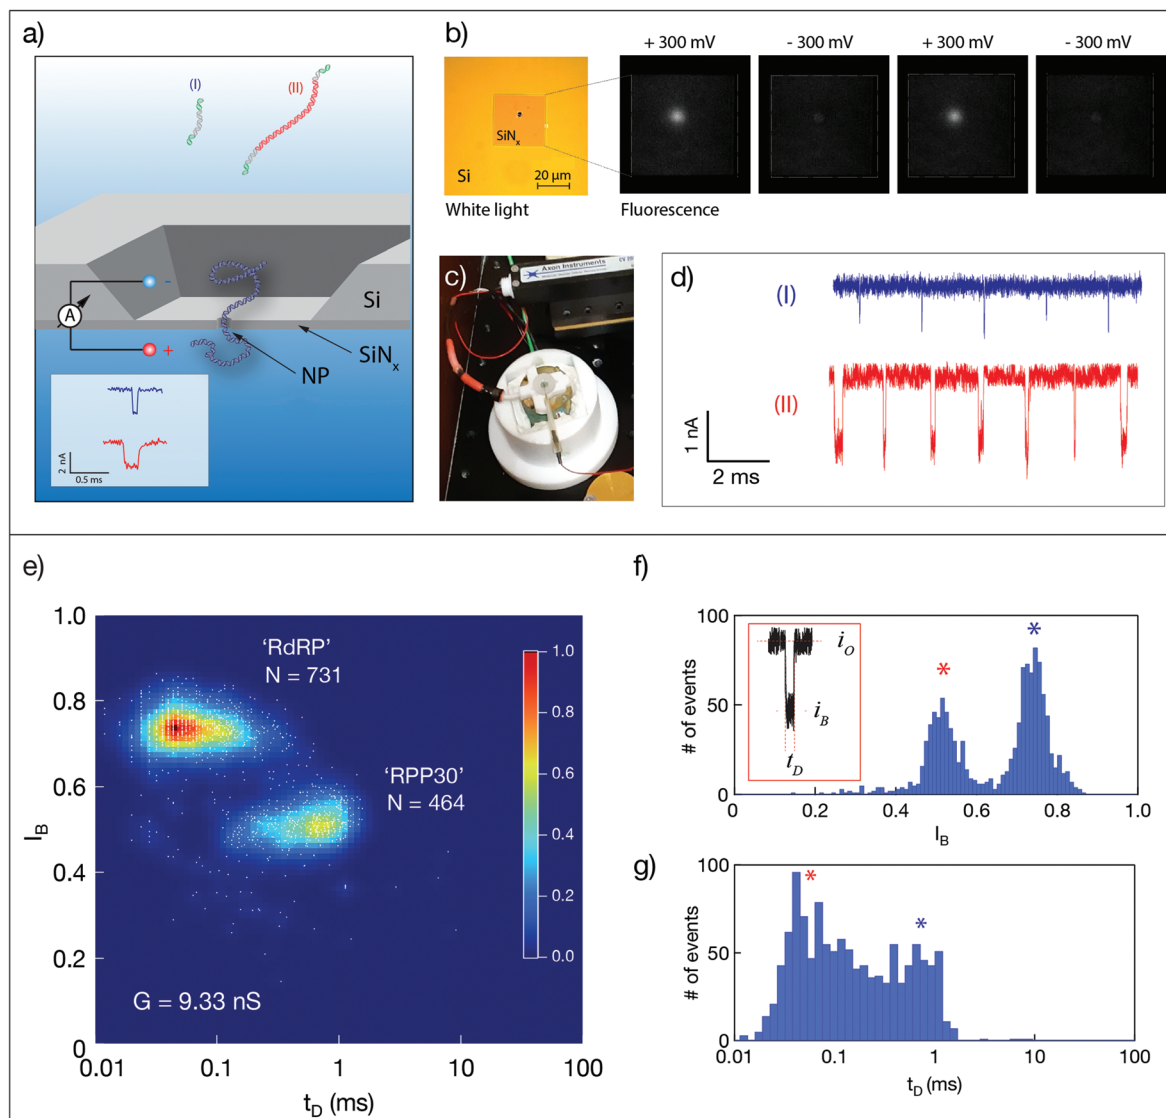 a)
(I)
(II)
A
-
+
Si
SiNx
NP
2 nA
0.5 ms
b)
+ 300 mV
- 300 mV
+ 300 mV
- 300 mV
SiNx
Si
20 µm
White light
Fluorescence
c)
Axon Instruments
d)
(I)
(II)
1 nA
2 ms
e)
1.0
0.8
0.6
0.4
0.2
0
IB
'RdRP'
N = 731
'RPP30'
N = 464
1.0
0.8
0.6
0.4
0.2
0.0
G = 9.33 nS
0.01
0.1
1
10
100
tD (ms)
f)
100
50
0
# of events
iO
iB
tD
*
*
0
0.2
0.4
0.6
0.8
1.0
IB
g)
100
50
0
# of events
*
*
0.01
0.1
1
10
100
tD (ms)